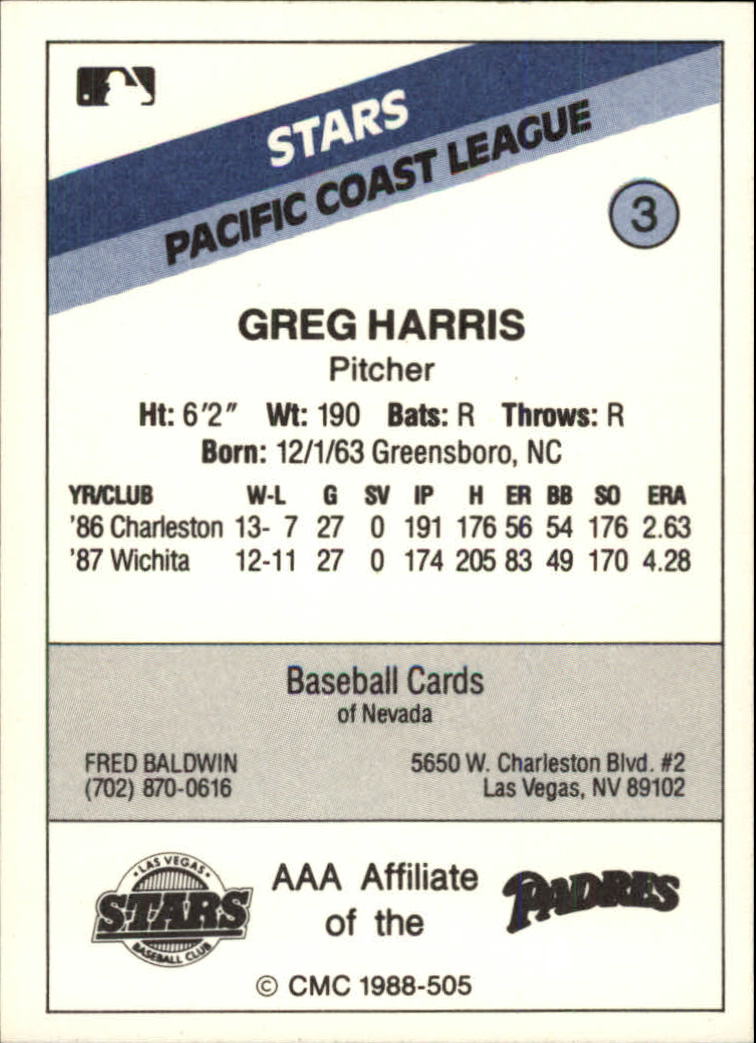 STARS
PACIFIC COAST LEAGUE
3
GREG HARRIS
Pitcher
Ht: 6'2" Wt: 190 Bats: R Throws: R
Born: 12/1/63 Greensboro, NC
YR/CLUB W-L G SV IP H ER BB SO ERA
'86 Charleston 13- 7 27 0 191 176 56 54 176 2.63
'87 Wichita 12-11 27 0 174 205 83 49 170 4.28
Baseball Cards
of Nevada
FRED BALDWIN 5650 W. Charleston Blvd. #2
(702) 870-0616 Las Vegas, NV 89102
·LAS VEGAS·
STARS
BASEBALL CLUB
AAA Affiliate
of the
PADRES
© CMC 1988-505